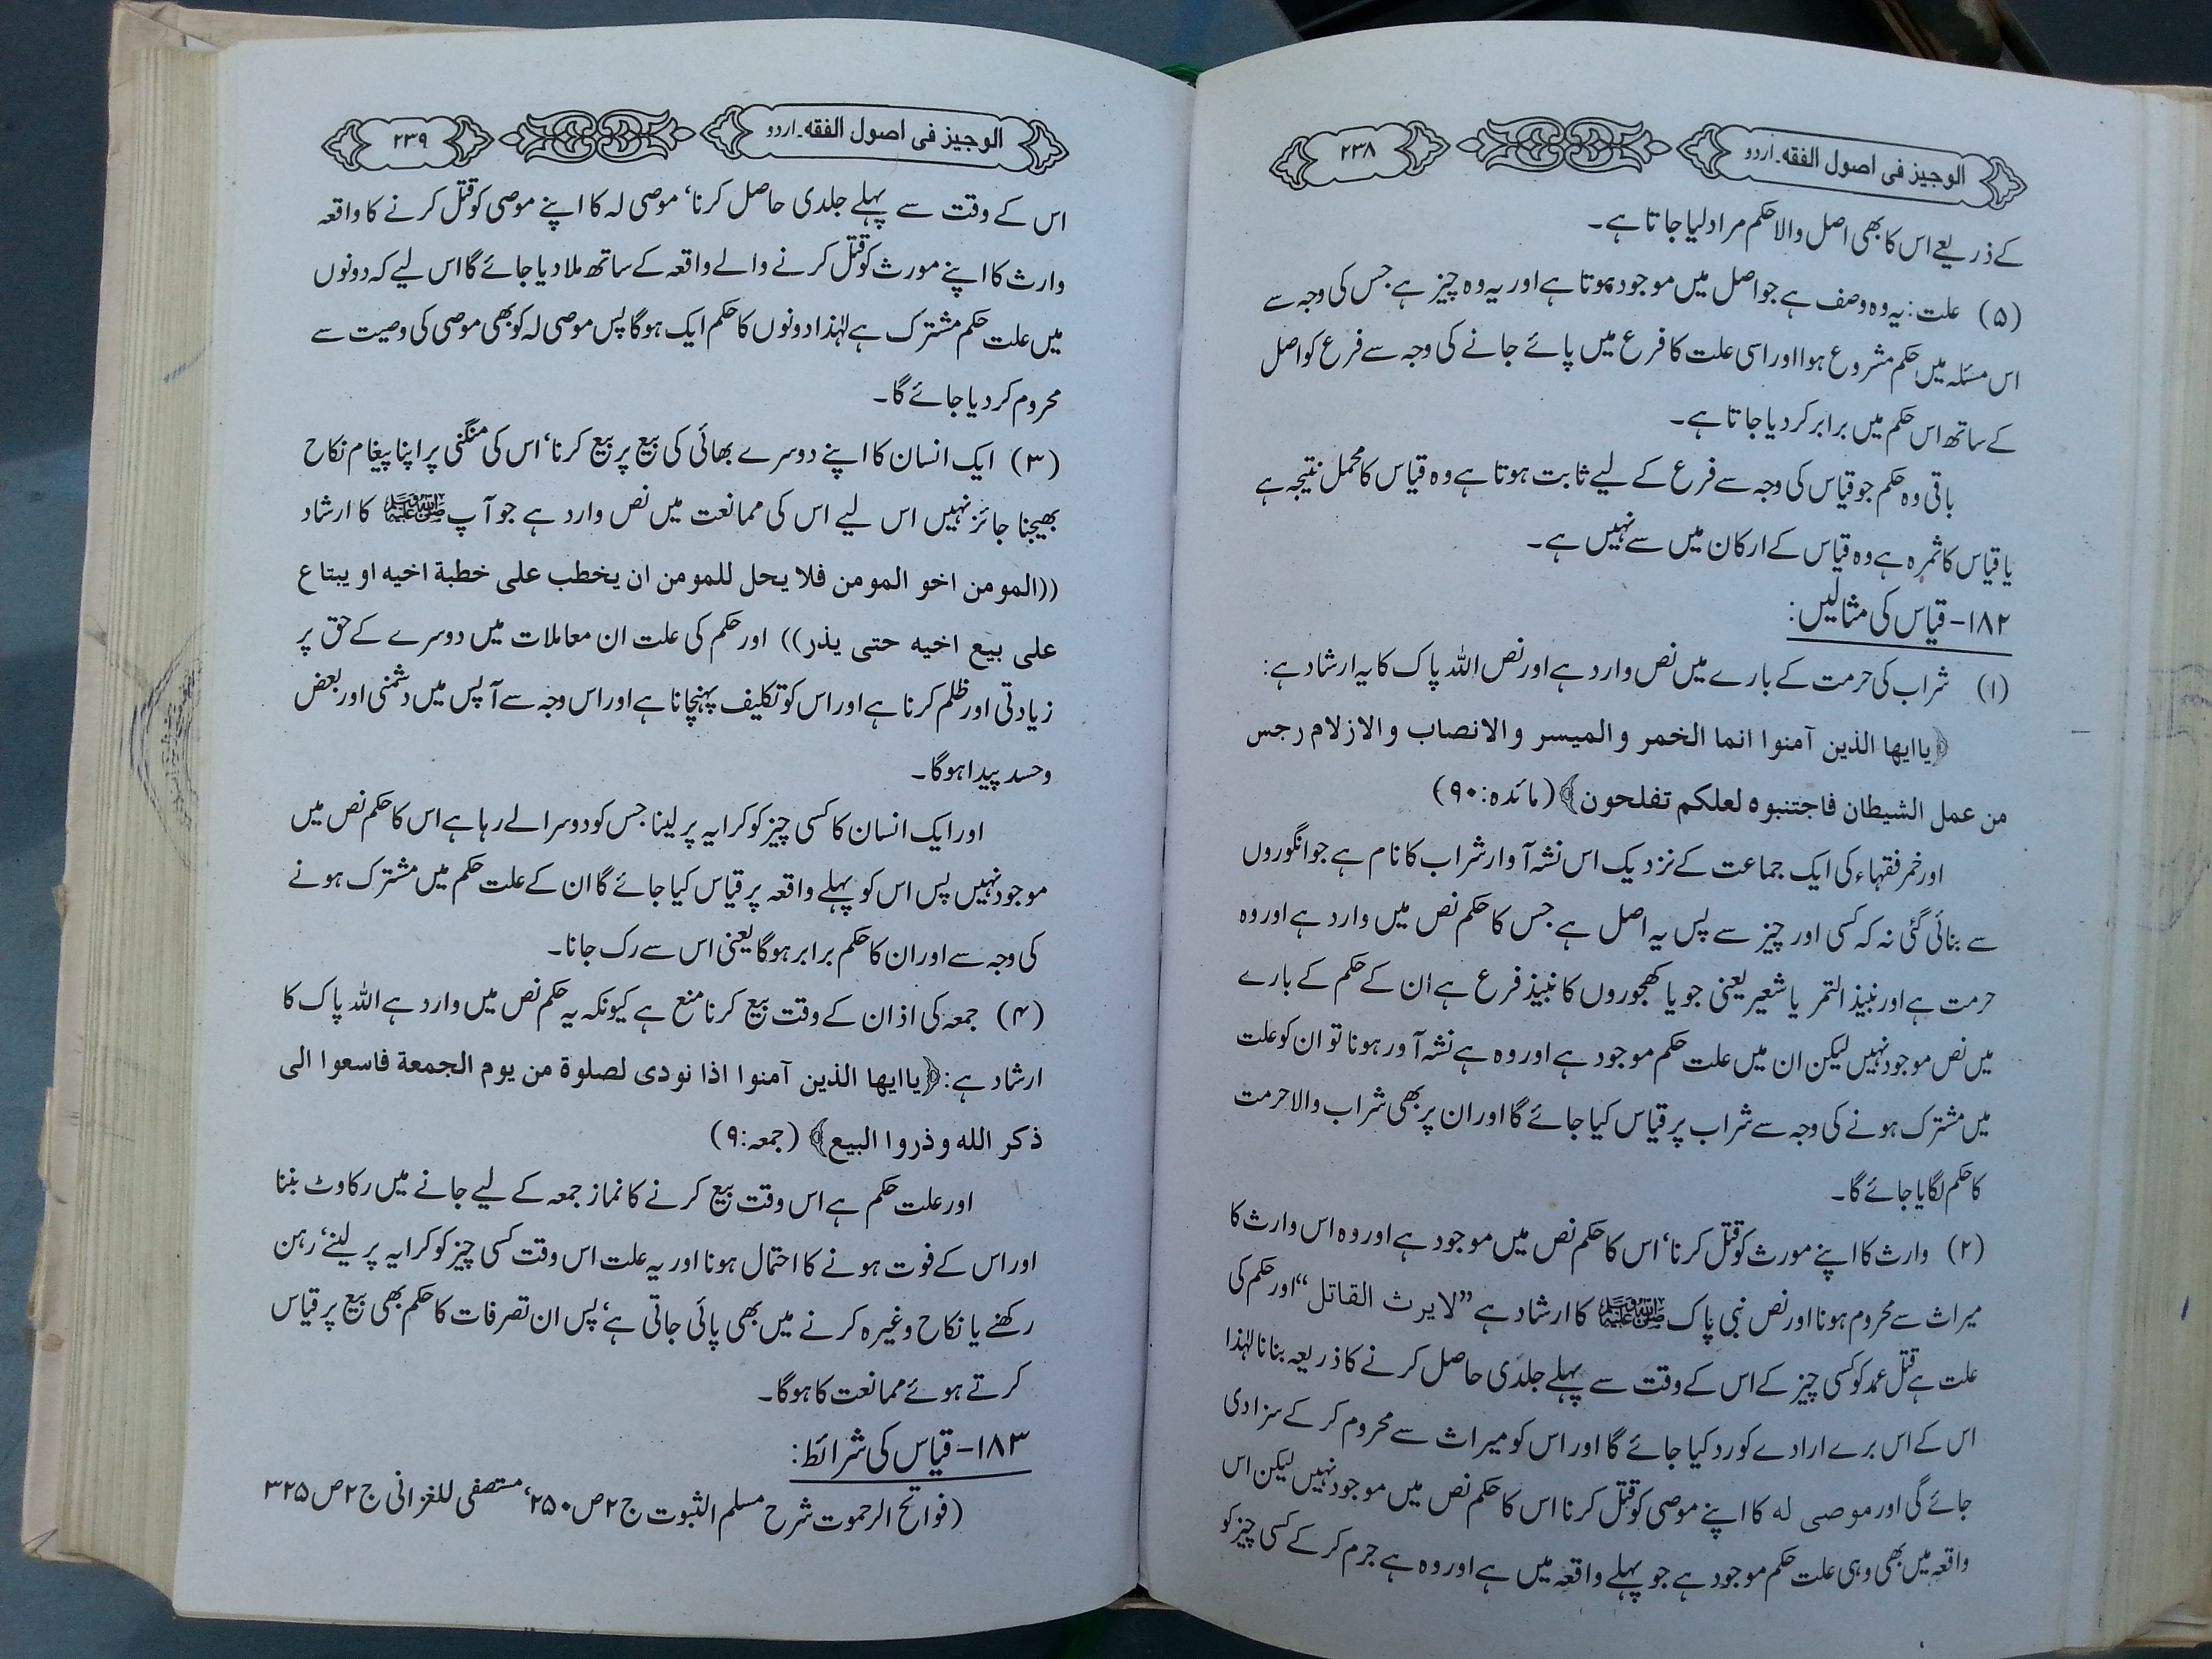 الوجیز فی اصول الفقہ۔اردو ۲۳۸
کے ذریعے اس کا بھی اصل والا حکم مراد لیا جاتا ہے۔
(۵) علت: یہ وہ وصف ہے جو اصل میں موجود ہوتا ہے اور یہ وہ چیز ہے جس کی وجہ سے
اس مسئلہ میں حکم مشروع ہوا اور اسی علت کا فرع میں پائے جانے کی وجہ سے فرع کو اصل
کے ساتھ اس حکم میں برابر کر دیا جاتا ہے۔
باقی وہ حکم جو قیاس کی وجہ سے فرع کے لیے ثابت ہوتا ہے وہ قیاس کا محمل نتیجہ ہے
یا قیاس کا ثمرہ ہے وہ قیاس کے ارکان میں سے نہیں ہے۔
۱۸۲- قیاس کی مثالیں:
(۱) شراب کی حرمت کے بارے میں نص وارد ہے اور نص اللہ پاک کا یہ ارشاد ہے:
﴿یاایها الذین آمنوا انما الخمر والمیسر والانصاب والازلام رجس
من عمل الشیطان فاجتنبوه لعلکم تفلحون﴾ (مائدہ:۹۰)
اور خمر فقہاء کی ایک جماعت کے نزدیک اس نشہ آوار شراب کا نام ہے جو انگوروں
سے بنائی گئی نہ کہ کسی اور چیز سے پس یہ اصل ہے جس کا حکم نص میں وارد ہے اور وہ
حرمت ہے اور نبیذ التمر یا شعیر یعنی جو یا کھجوروں کا نبیذ فرع ہے ان کے حکم کے بارے
میں نص موجود نہیں لیکن ان میں علت حکم موجود ہے اور وہ ہے نشہ آور ہونا تو ان کو علت
میں مشترک ہونے کی وجہ سے شراب پر قیاس کیا جائے گا اور ان پر بھی شراب والا حرمت
کا حکم لگایا جائے گا۔
(۲) وارث کا اپنے مورث کو قتل کرنا، اس کا حکم نص میں موجود ہے اور وہ اس وارث کا
میراث سے محروم ہونا اور نص نبی پاک ﷺ کا ارشاد ہے ”لا یرث القاتل“ اور حکم کی
علت ہے قتل عمد کو کسی چیز کے اس کے وقت سے پہلے جلدی حاصل کرنے کا ذریعہ بنانا لہٰذا
اس کے اس برے ارادے کو رد کیا جائے گا اور اس کو میراث سے محروم کر کے سزا دی
جائے گی اور موصی له کا اپنے موصی کو قتل کرنا اس کا حکم نص میں موجود نہیں لیکن اس
واقعہ میں بھی وہی علت حکم موجود ہے جو پہلے واقعہ میں ہے اور وہ ہے جرم کر کے کسی چیز کو
الوجیز فی اصول الفقہ۔اردو ۲۳۹
اس کے وقت سے پہلے جلدی حاصل کرنا، موصی لہ کا اپنے موصی کو قتل کرنے کا واقعہ
وارث کا اپنے مورث کو قتل کرنے والے واقعہ کے ساتھ ملا دیا جائے گا اس لیے کہ دونوں
میں علت حکم مشترک ہے لہٰذا دونوں کا حکم ایک ہوگا پس موصی لہ کو بھی موصی کی وصیت سے
محروم کر دیا جائے گا۔
(۳) ایک انسان کا اپنے دوسرے بھائی کی بیع پر بیع کرنا، اس کی منگنی پر اپنا پیغام نکاح
بھیجنا جائز نہیں اس لیے اس کی ممانعت میں نص وارد ہے جو آپ ﷺ کا ارشاد
((المومن اخو المومن فلا یحل للمومن ان یخطب علی خطبة اخیه او یبتاع
علی بیع اخیه حتی یذر)) اور حکم کی علت ان معاملات میں دوسرے کے حق پر
زیادتی اور ظلم کرنا ہے اور اس کو تکلیف پہنچانا ہے اور اس وجہ سے آپس میں دشمنی اور بعض
وحسد پیدا ہوگا۔
اور ایک انسان کا کسی چیز کو کرایہ پر لینا جس کو دوسرا لے رہا ہے اس کا حکم نص میں
موجود نہیں پس اس کو پہلے واقعہ پر قیاس کیا جائے گا ان کے علت حکم میں مشترک ہونے
کی وجہ سے اور ان کا حکم برابر ہوگا یعنی اس سے رک جانا۔
(۴) جمعہ کی اذان کے وقت بیع کرنا منع ہے کیونکہ یہ حکم نص میں وارد ہے اللہ پاک کا
ارشاد ہے: ﴿یاایها الذین آمنوا اذا نودی لصلوة من یوم الجمعة فاسعوا الی
ذکر الله وذروا البیع﴾ (جمعہ:۹)
اور علت حکم ہے اس وقت بیع کرنے کا نماز جمعہ کے لیے جانے میں رکاوٹ بننا
اور اس کے فوت ہونے کا احتمال ہونا اور یہ علت اس وقت کسی چیز کو کرایہ پر لینے، رہن
رکھنے یا نکاح وغیرہ کرنے میں بھی پائی جاتی ہے، پس ان تصرفات کا حکم بھی بیع پر قیاس
کرتے ہوئے ممانعت کا ہوگا۔
۱۸۳- قیاس کی شرائط:
(فواتح الرحموت شرح مسلم الثبوت ج ۲ ص ۲۵۰، مستصفی للغزانی ج ۲ ص ۳۲۵